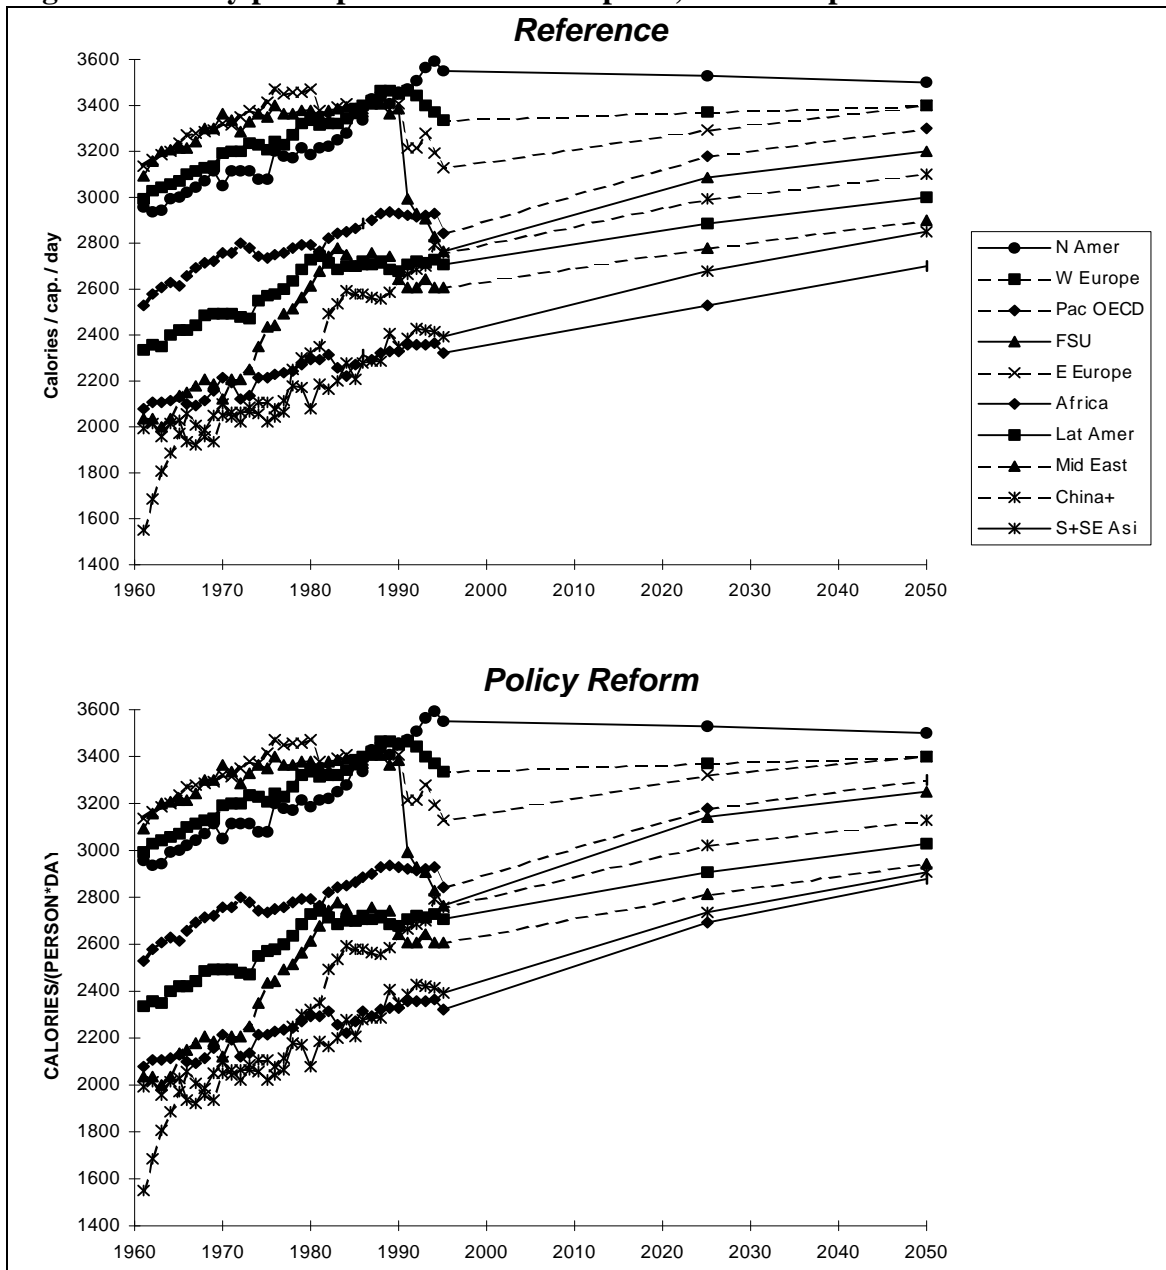 Reference
3600
3400
3200
3000
2800
2600
2400
2200
2000
1800
1600
1400
Calories / cap. / day
1960 1970 1980 1990 2000 2010 2020 2030 2040 2050
N Amer
W Europe
Pac OECD
FSU
E Europe
Africa
Lat Amer
Mid East
China+
S+SE Asi
Policy Reform
3600
3400
3200
3000
2800
2600
2400
2200
2000
1800
1600
1400
CALORIES/(PERSON*DAY)
1960 1970 1980 1990 2000 2010 2020 2030 2040 2050